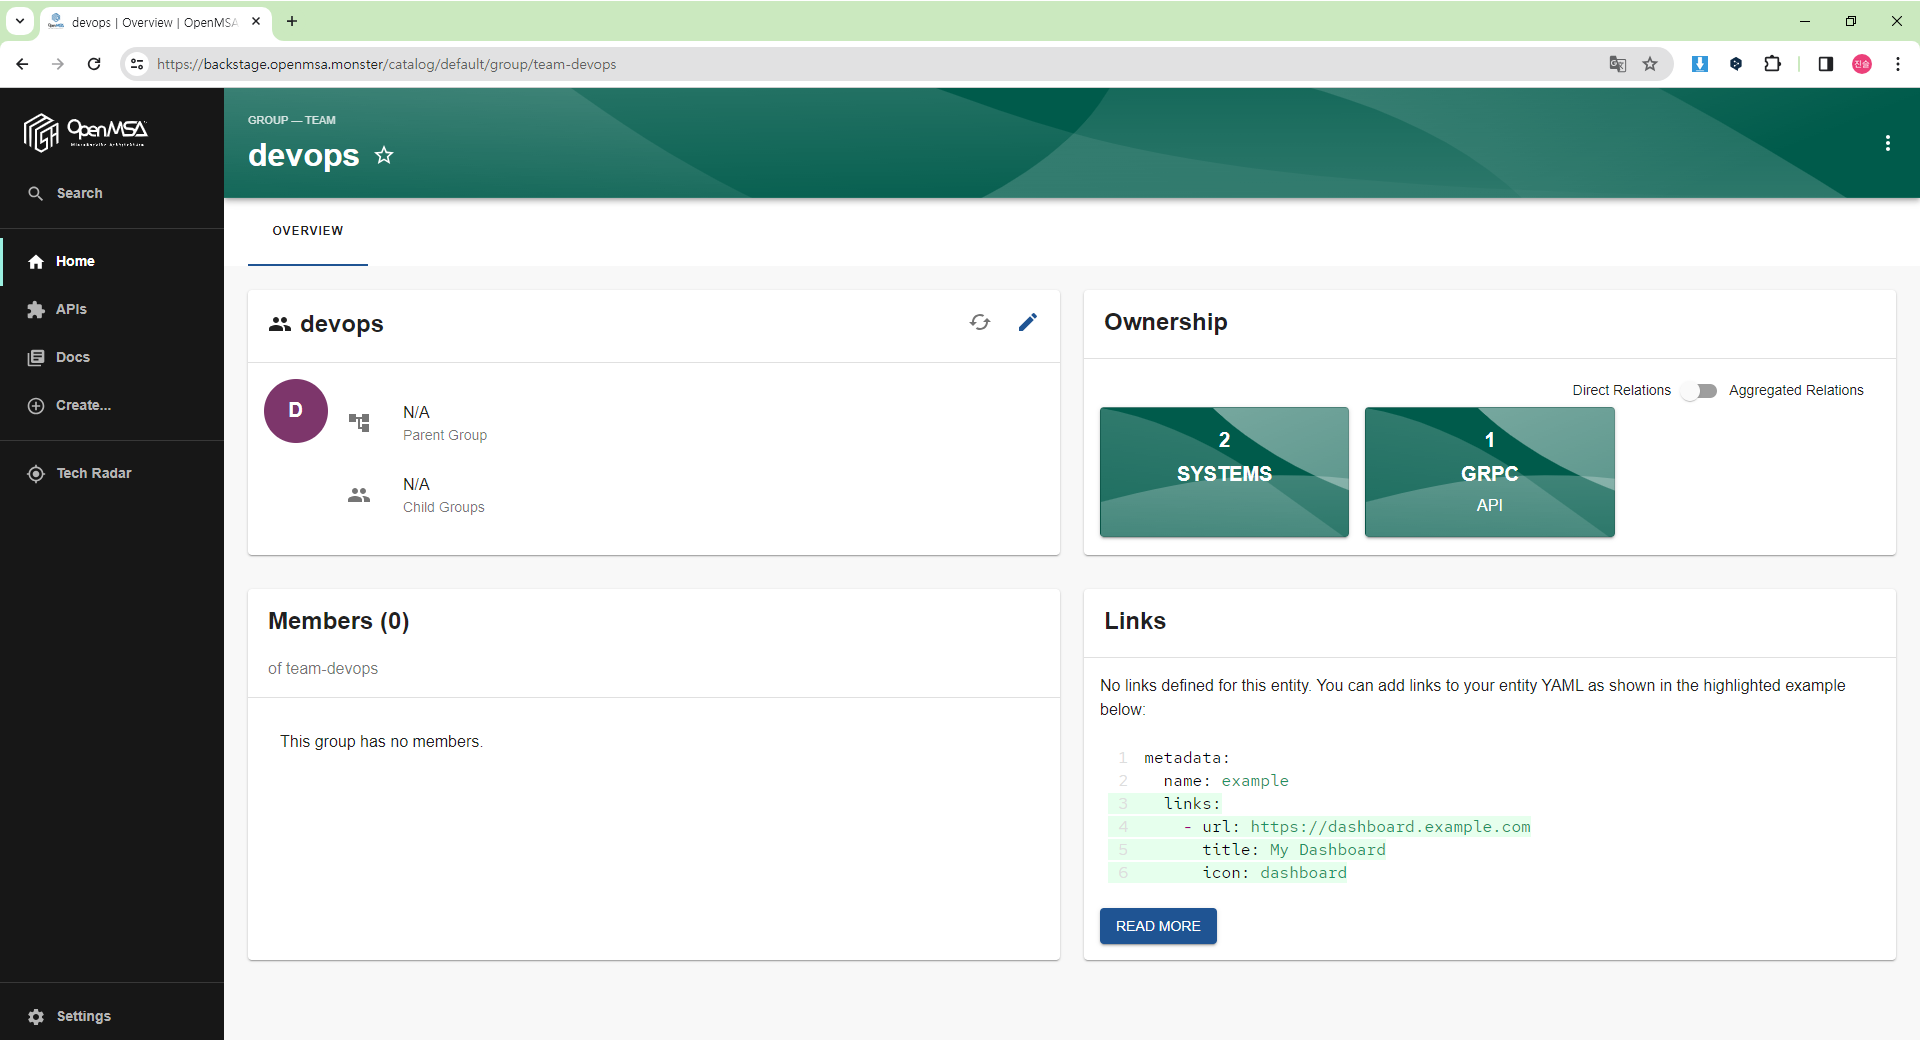 devops | Overview | OpenMSA
https://backstage.openmsa.monster/catalog/default/group/team-devops
진솔
OpenMSA
Search
Home
APIs
Docs
Create...
Tech Radar
Settings
GROUP — TEAM
devops
OVERVIEW
devops
D
N/A
Parent Group
N/A
Child Groups
Ownership
Direct Relations
Aggregated Relations
2
SYSTEMS
1
GRPC
API
Members (0)
of team-devops
This group has no members.
Links
No links defined for this entity. You can add links to your entity YAML as shown in the highlighted example
below:
1 metadata:
2 name: example
3 links:
4 - url: https://dashboard.example.com
5 title: My Dashboard
6 icon: dashboard
READ MORE